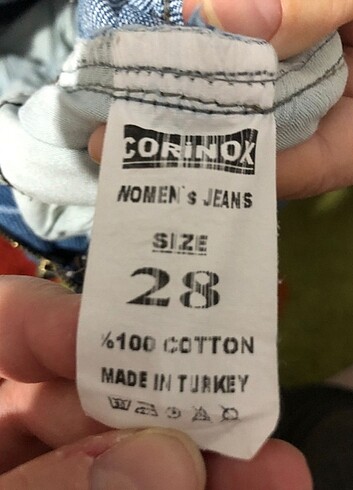 CORINOX
WOMEN's JEANS
SIZE
28
%100 COTTON
MADE IN TURKEY